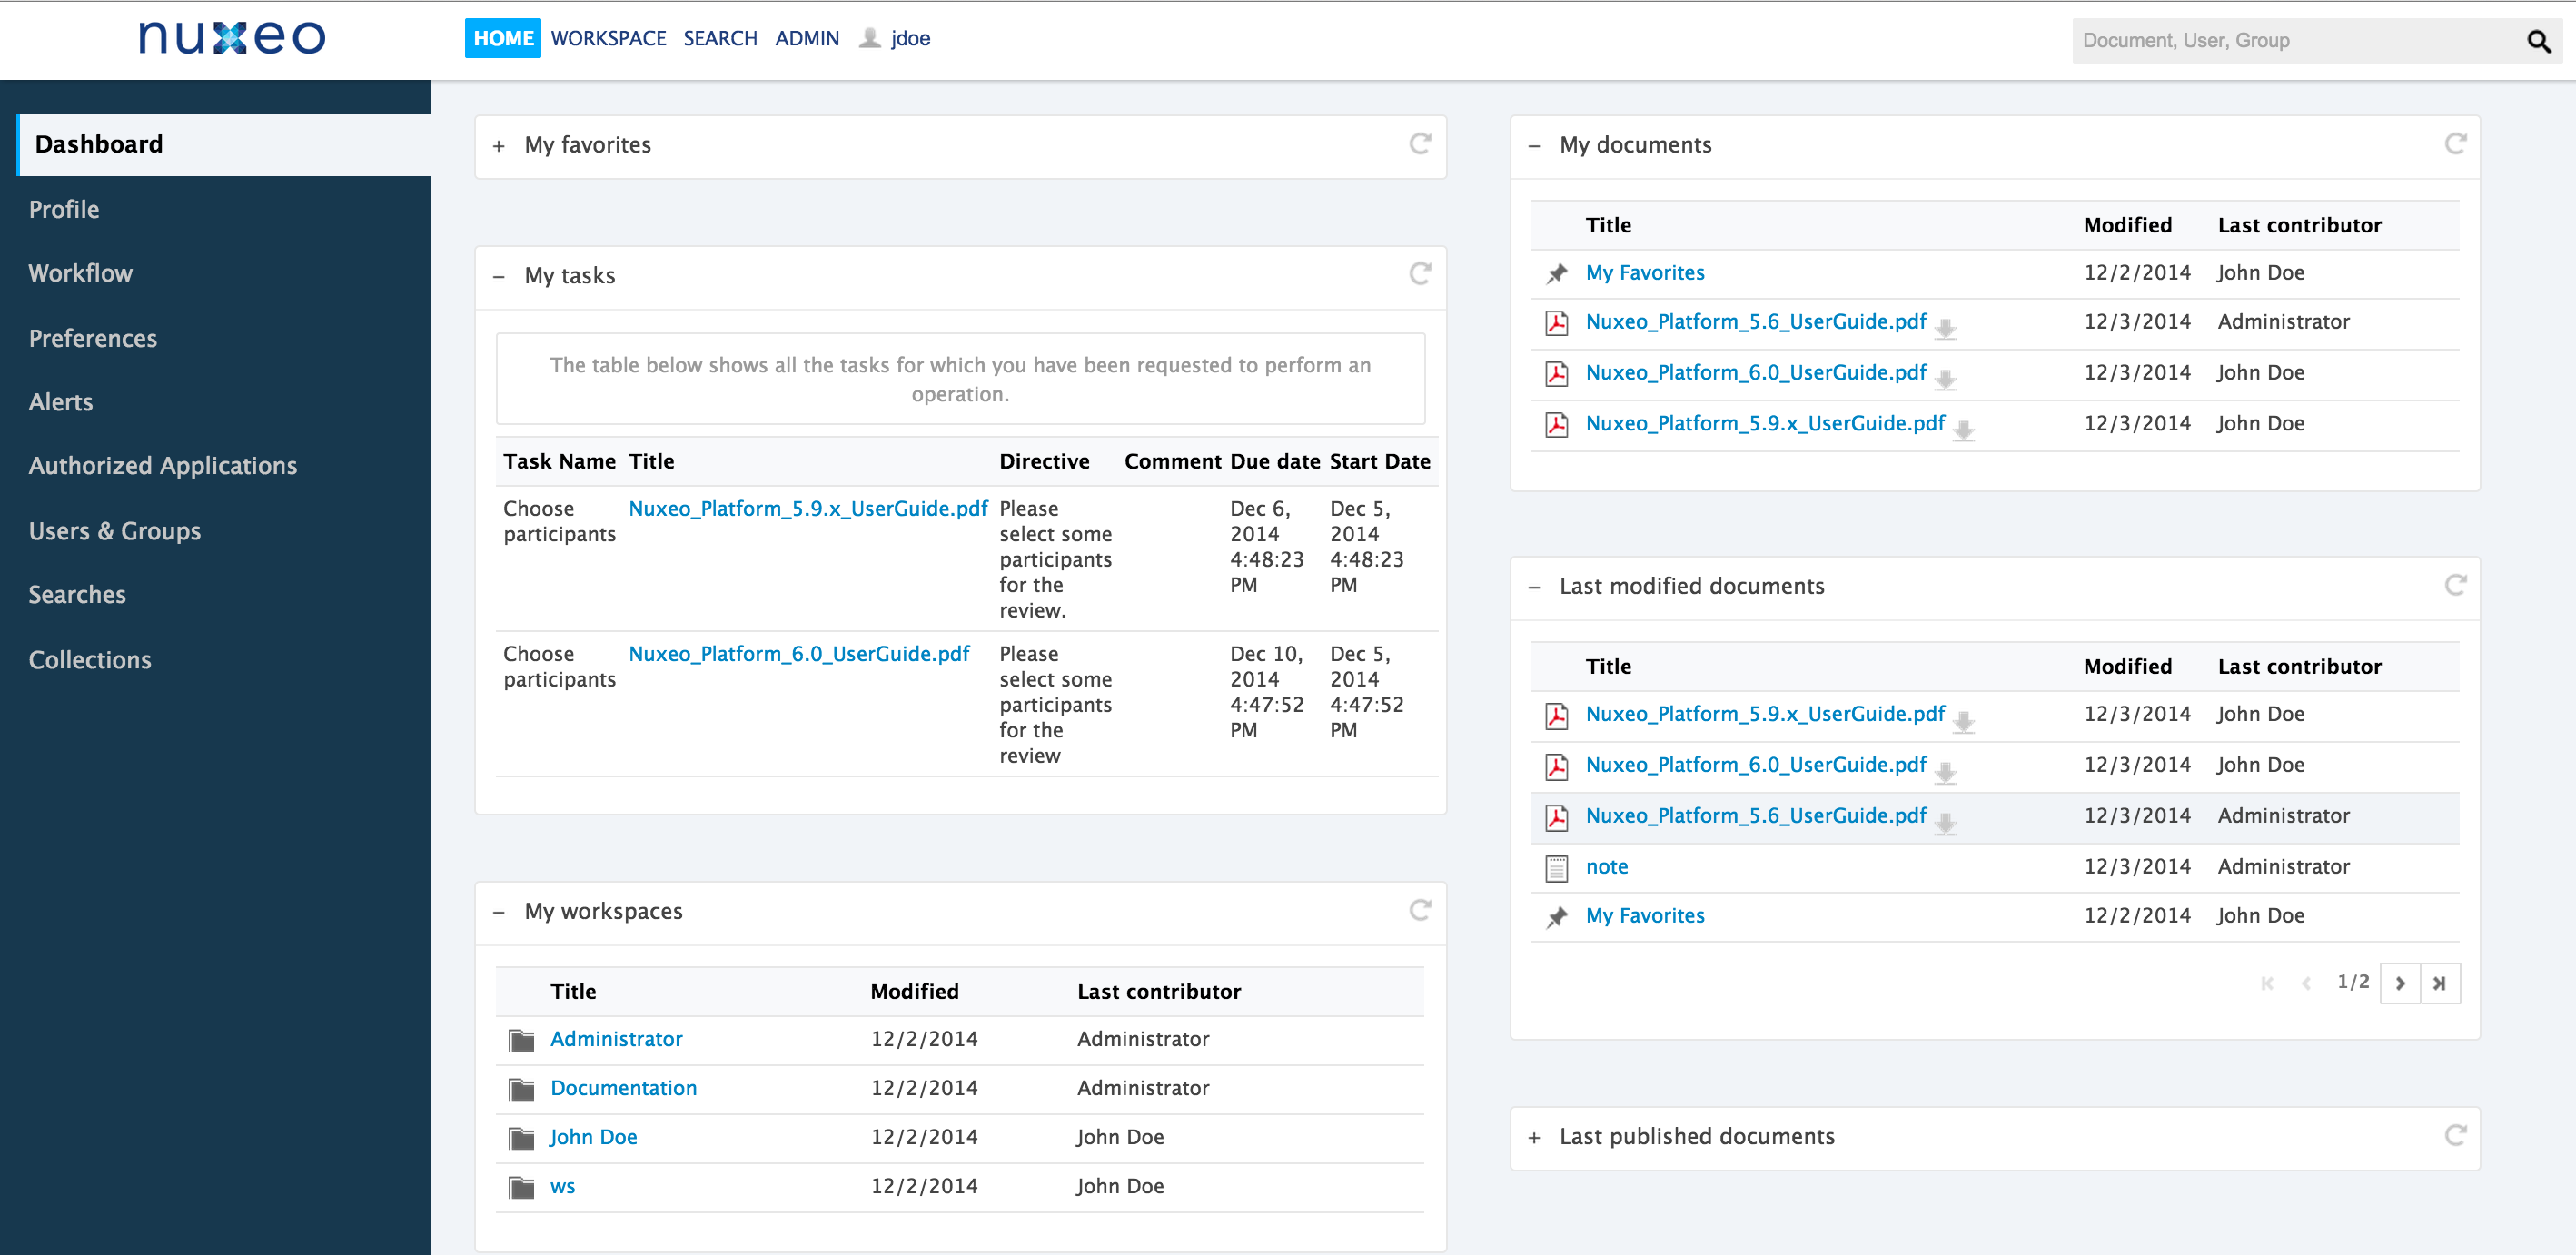 nuxeo
HOME WORKSPACE SEARCH ADMIN jdoe
Document, User, Group
Dashboard
Profile
Workflow
Preferences
Alerts
Authorized Applications
Users & Groups
Searches
Collections
+ My favorites
– My tasks
The table below shows all the tasks for which you have been requested to perform an
operation.
Task Name Title Directive Comment Due date Start Date
Choose Nuxeo_Platform_5.9.x_UserGuide.pdf Please Dec 6, Dec 5,
participants select some 2014 2014
participants 4:48:23 4:48:23
for the PM PM
review.
Choose Nuxeo_Platform_6.0_UserGuide.pdf Please Dec 10, Dec 5,
participants select some 2014 2014
participants 4:47:52 4:47:52
for the PM PM
review
– My workspaces
Title Modified Last contributor
Administrator 12/2/2014 Administrator
Documentation 12/2/2014 Administrator
John Doe 12/2/2014 John Doe
ws 12/2/2014 John Doe
– My documents
Title Modified Last contributor
My Favorites 12/2/2014 John Doe
Nuxeo_Platform_5.6_UserGuide.pdf 12/3/2014 Administrator
Nuxeo_Platform_6.0_UserGuide.pdf 12/3/2014 John Doe
Nuxeo_Platform_5.9.x_UserGuide.pdf 12/3/2014 John Doe
– Last modified documents
Title Modified Last contributor
Nuxeo_Platform_5.9.x_UserGuide.pdf 12/3/2014 John Doe
Nuxeo_Platform_6.0_UserGuide.pdf 12/3/2014 John Doe
Nuxeo_Platform_5.6_UserGuide.pdf 12/3/2014 Administrator
note 12/3/2014 Administrator
My Favorites 12/2/2014 John Doe
1/2
+ Last published documents